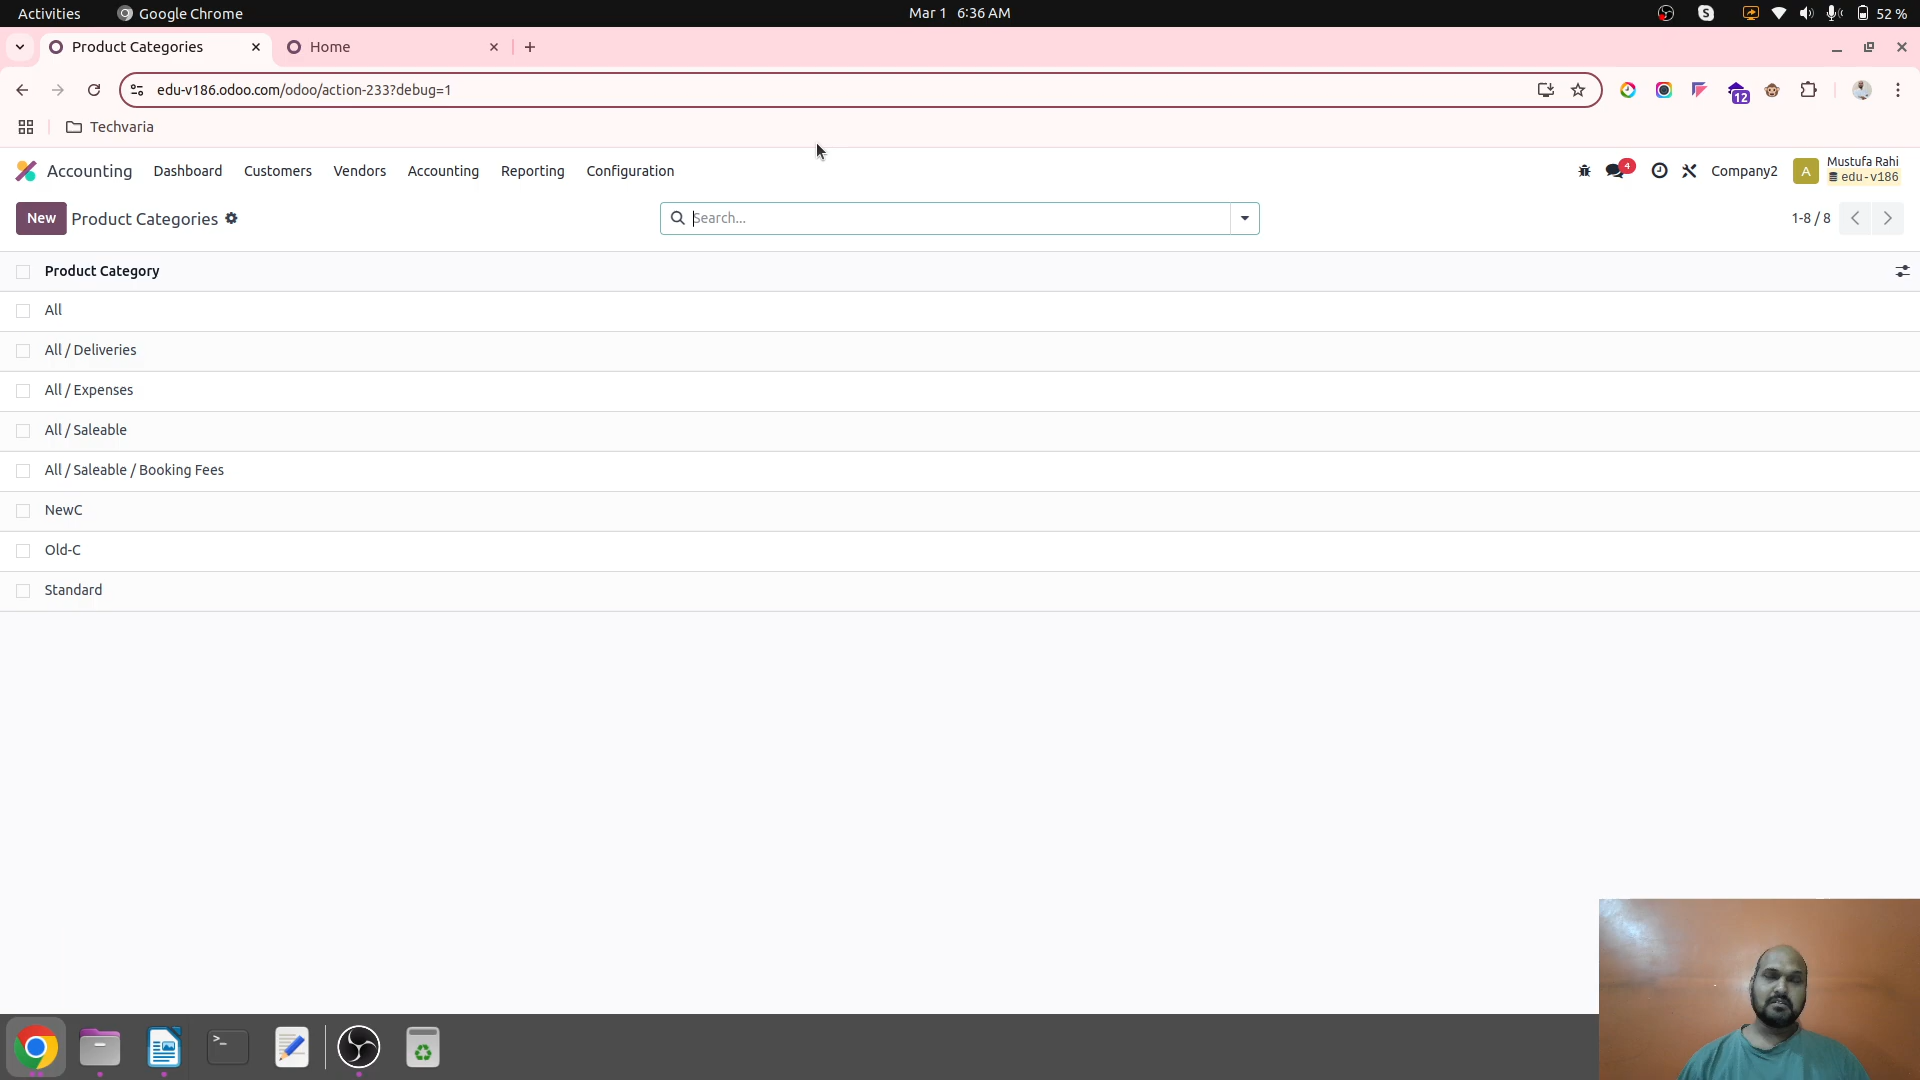 Activities Google Chrome Mar 1 6:36 AM 52 %
Product Categories Home
edu-v186.odoo.com/odoo/action-233?debug=1 12
Techvaria
Accounting Dashboard Customers Vendors Accounting Reporting Configuration 4 Company2 A Mustufa Rahi
edu-v186
New Product Categories Search... 1-8 / 8
Product Category
All
All / Deliveries
All / Expenses
All / Saleable
All / Saleable / Booking Fees
NewC
Old-C
Standard